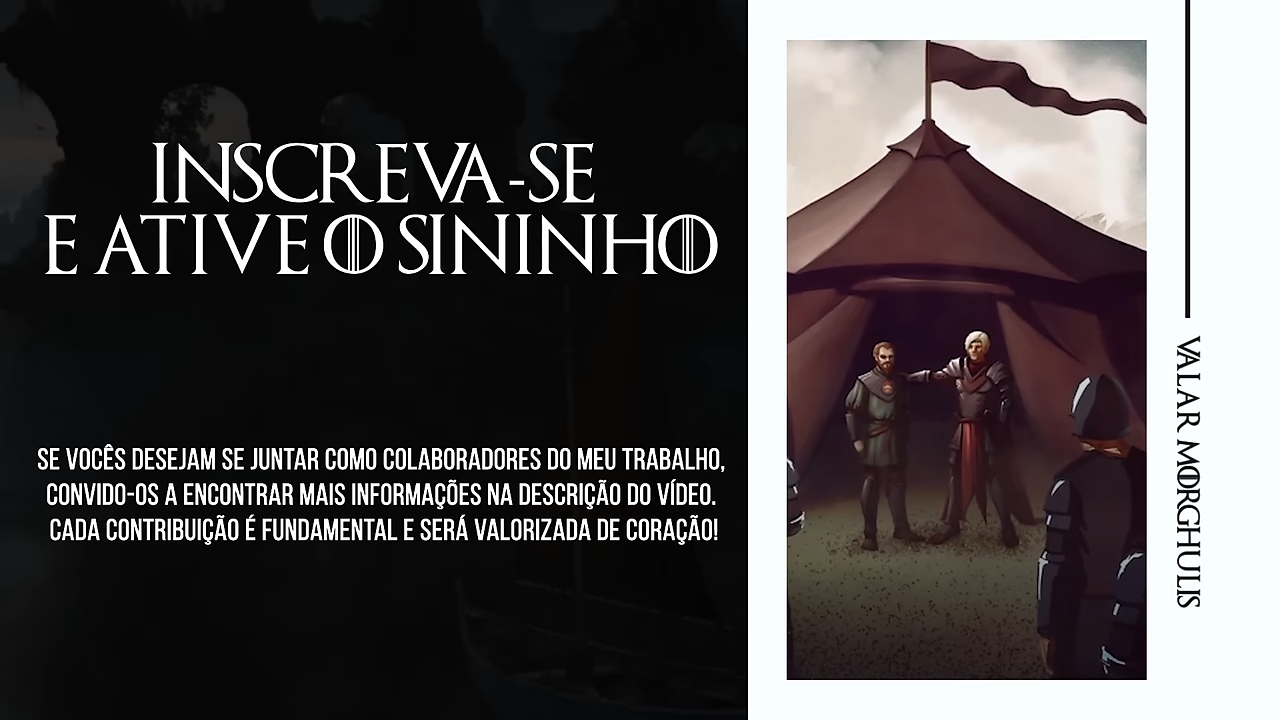 INSCREVA-SE
E ATIVE O SININHO
SE VOCÊS DESEJAM SE JUNTAR COMO COLABORADORES DO MEU TRABALHO,
CONVIDO-OS A ENCONTRAR MAIS INFORMAÇÕES NA DESCRIÇÃO DO VÍDEO.
CADA CONTRIBUIÇÃO É FUNDAMENTAL E SERÁ VALORIZADA DE CORAÇÃO!
VALAR MORGHULIS